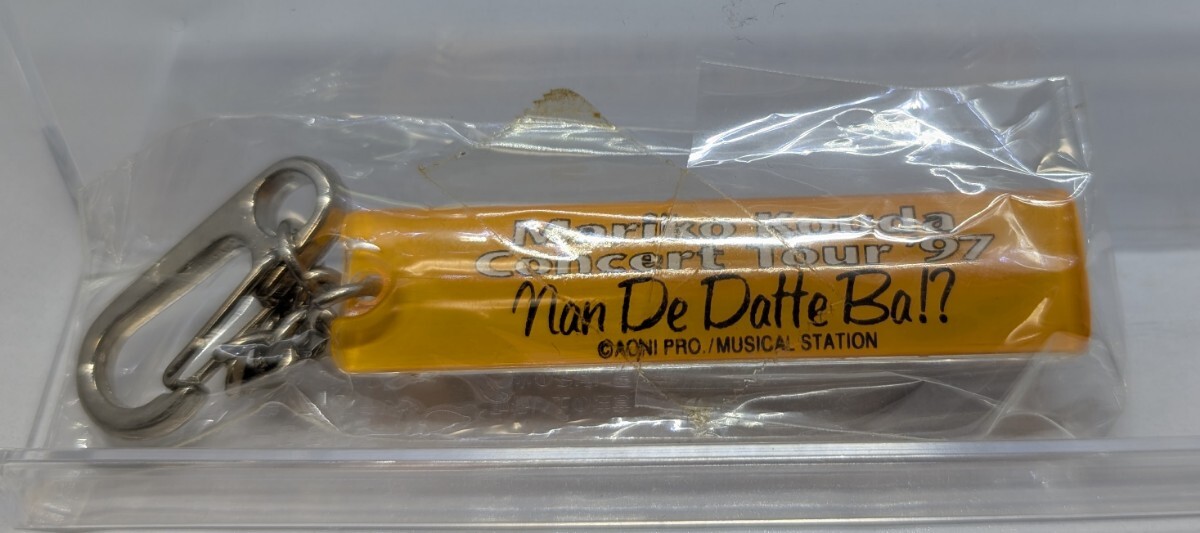 Mariko Kouda
Concert Tour '97
Nan De Datte Ba!?
©AONI PRO./MUSICAL STATION